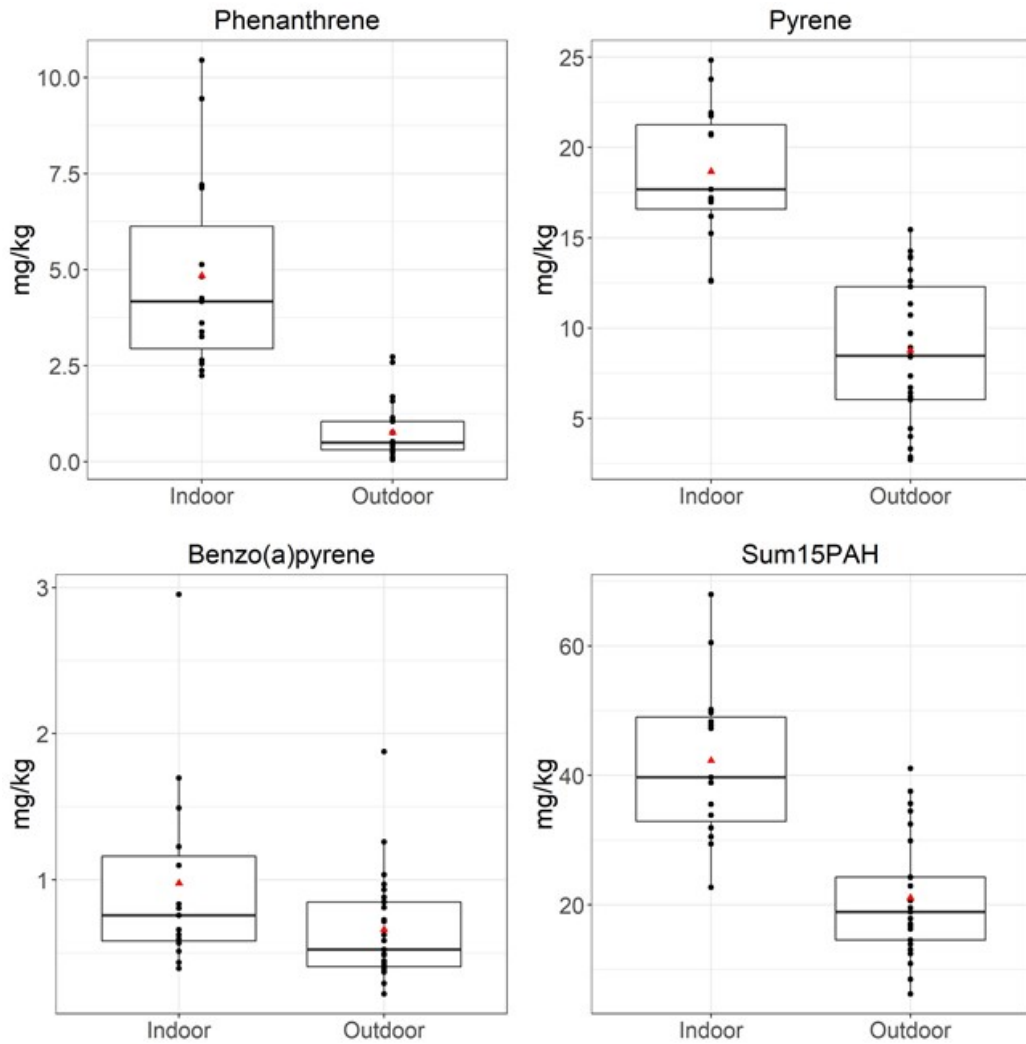 Phenanthrene
mg/kg
10.0
7.5
5.0
2.5
0.0
Indoor Outdoor
Pyrene
mg/kg
25
20
15
10
5
Indoor Outdoor
Benzo(a)pyrene
mg/kg
3
2
1
Indoor Outdoor
Sum15PAH
mg/kg
60
40
20
Indoor Outdoor